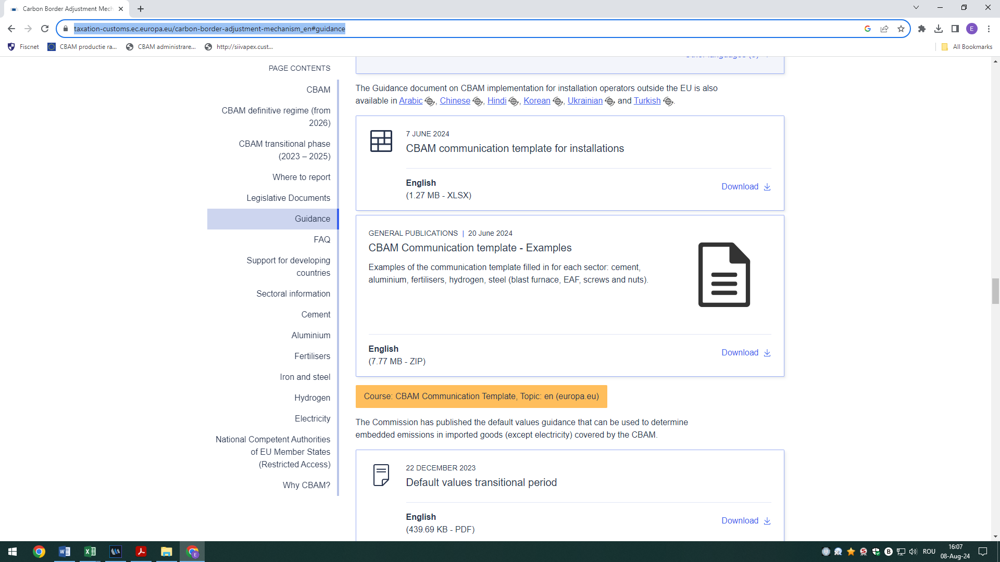 Carbon Border Adjustment Mech
taxation-customs.ec.europa.eu/carbon-border-adjustment-mechanism_en#guidance
E
Fiscnet
CBAM productie ra...
CBAM administrare...
http://siivapex.cust...
All Bookmarks
PAGE CONTENTS
CBAM
CBAM definitive regime (from
2026)
CBAM transitional phase
(2023 – 2025)
Where to report
Legislative Documents
Guidance
FAQ
Support for developing
countries
Sectoral information
Cement
Aluminium
Fertilisers
Iron and steel
Hydrogen
Electricity
National Competent Authorities
of EU Member States
(Restricted Access)
Why CBAM?
The Guidance document on CBAM implementation for installation operators outside the EU is also
available in Arabic, Chinese, Hindi, Korean, Ukrainian and Turkish.
7 JUNE 2024
CBAM communication template for installations
English
(1.27 MB - XLSX)
Download
GENERAL PUBLICATIONS | 20 June 2024
CBAM Communication template - Examples
Examples of the communication template filled in for each sector: cement,
aluminium, fertilisers, hydrogen, steel (blast furnace, EAF, screws and nuts).
English
(7.77 MB - ZIP)
Download
Course: CBAM Communication Template, Topic: en (europa.eu)
The Commission has published the default values guidance that can be used to determine
embedded emissions in imported goods (except electricity) covered by the CBAM.
22 DECEMBER 2023
Default values transitional period
English
(439.69 KB - PDF)
Download
ROU
16:07
08-Aug-24